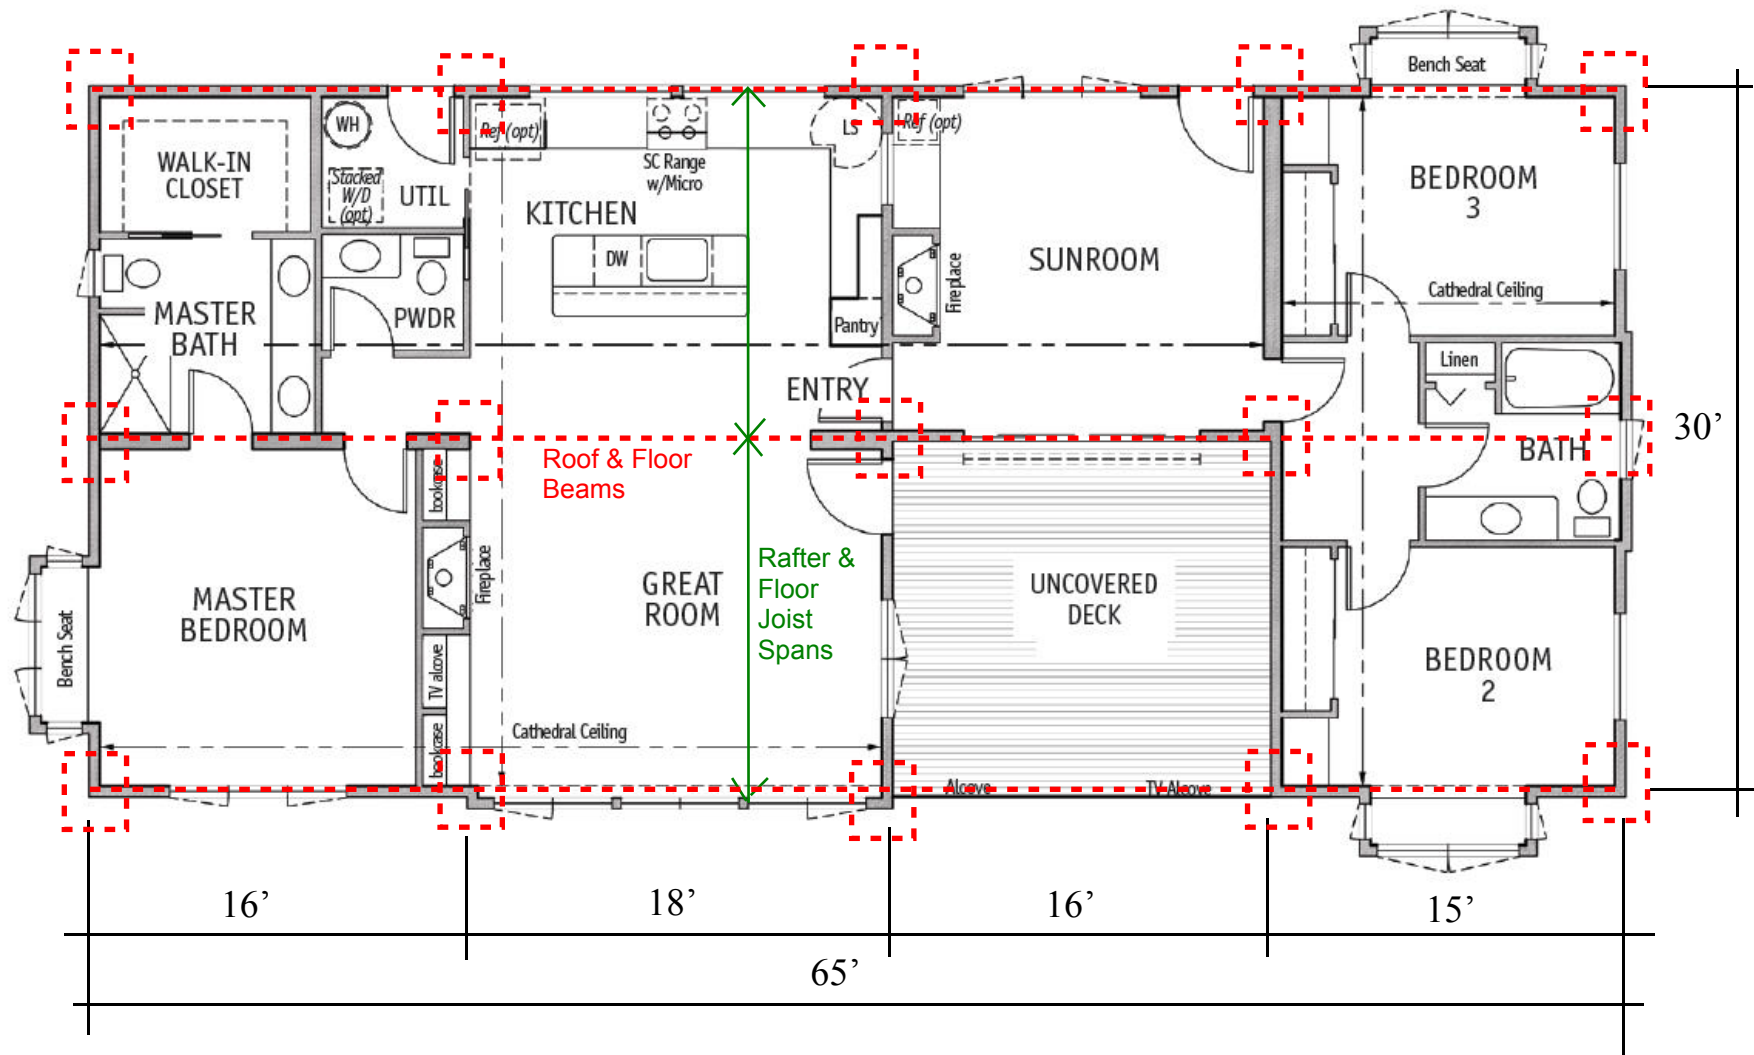 Bench Seat
WH
Ref (opt)
LS
Ref (opt)
WALK-IN
CLOSET
Stacked
W/D
(opt)
UTIL
SC Range
w/Micro
KITCHEN
BEDROOM
3
DW
SUNROOM
Fireplace
Cathedral Ceiling
MASTER
BATH
PWDR
Pantry
Linen
ENTRY
30’
BATH
Roof & Floor
Beams
bookcase
Fireplace
Rafter &
Floor
Joist
Spans
GREAT
ROOM
UNCOVERED
DECK
MASTER
BEDROOM
Bench Seat
TV alcove
BEDROOM
2
bookcase
Cathedral Ceiling
Alcove
TV Alcove
16’
18’
16’
15’
65’